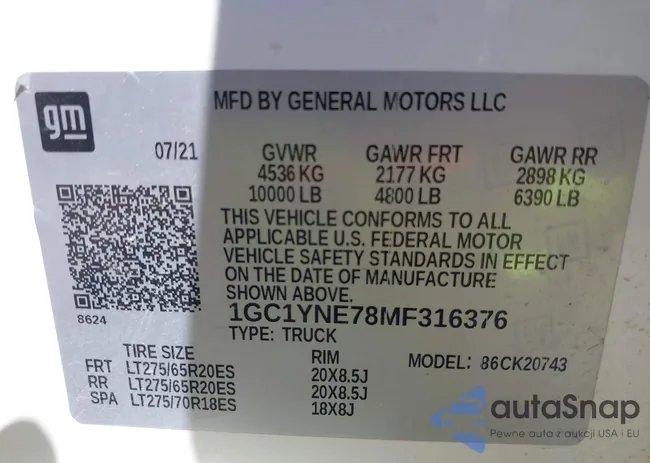 gm
MFD BY GENERAL MOTORS LLC
07/21
GVWR GAWR FRT GAWR RR
4536 KG 2177 KG 2898 KG
10000 LB 4800 LB 6390 LB
THIS VEHICLE CONFORMS TO ALL
APPLICABLE U.S. FEDERAL MOTOR
VEHICLE SAFETY STANDARDS IN EFFECT
ON THE DATE OF MANUFACTURE
SHOWN ABOVE.
8624
1GC1YNE78MF316376
TYPE: TRUCK
TIRE SIZE RIM MODEL: 86CK20743
FRT LT275/65R20ES 20X8.5J
RR LT275/65R20ES 20X8.5J
SPA LT275/70R18ES 18X8J
autaSnap
Pewne auta z aukcji USA i EU